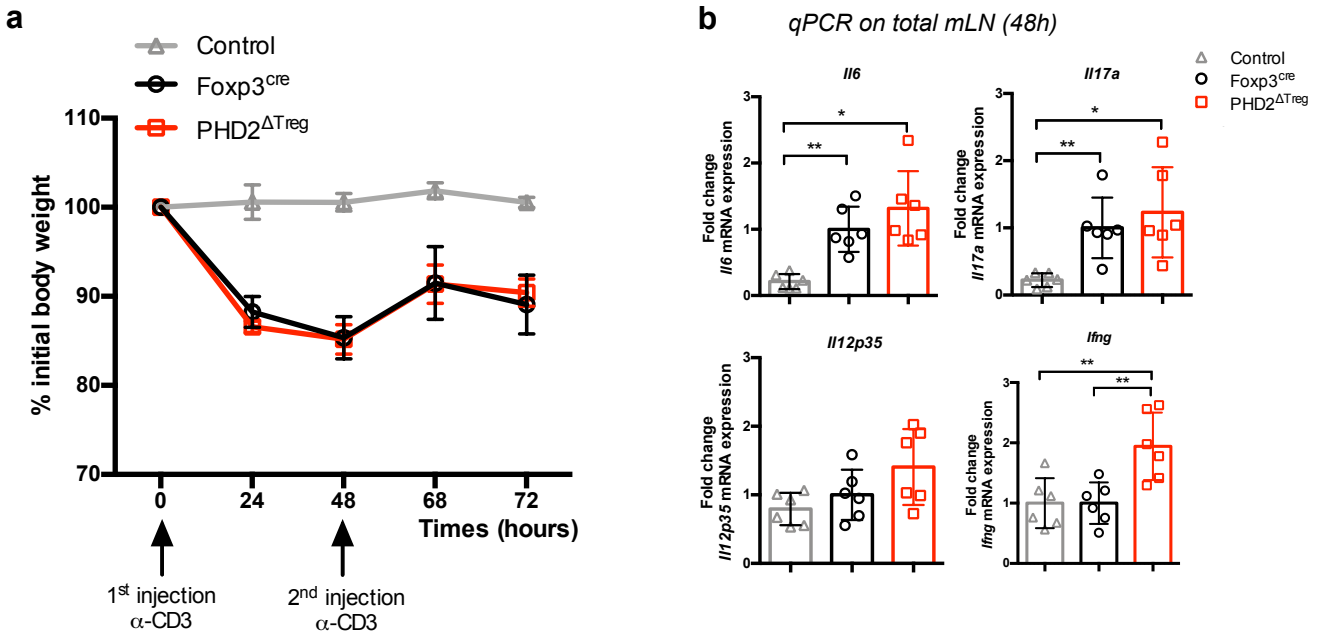 a
Control
Foxp3cre
PHD2ΔTreg
% initial body weight
110
100
90
80
70
0 24 48 68 72
Times (hours)
1st injection
α-CD3
2nd injection
α-CD3
b
qPCR on total mLN (48h)
Control
Foxp3cre
PHD2ΔTreg
Il6
Fold change
Il6 mRNA expression
3
2
1
0
**
*
Il17a
Fold change
Il17a mRNA expression
3
2
1
0
**
*
Il12p35
Fold change
Il12p35 mRNA expression
3
2
1
0
Ifng
Fold change
Ifng mRNA expression
3
2
1
0
**
**